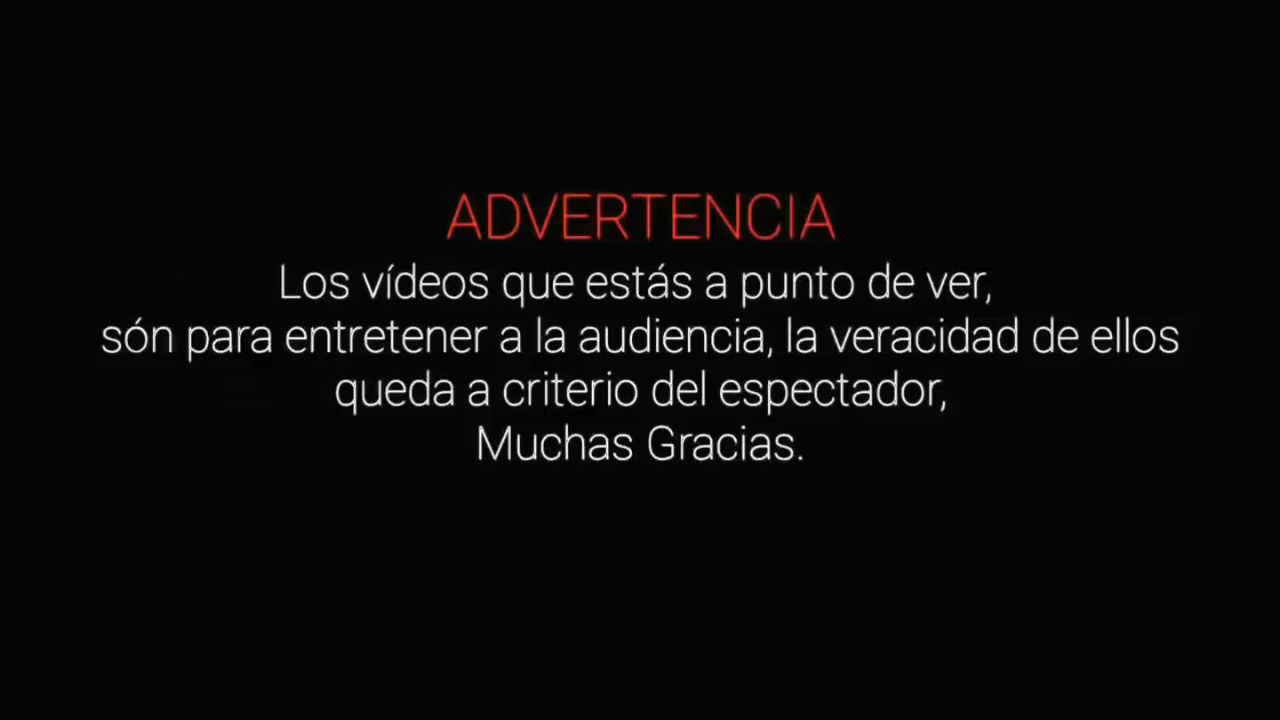 ADVERTENCIA
Los vídeos que estás a punto de ver,
són para entretener a la audiencia, la veracidad de ellos
queda a criterio del espectador,
Muchas Gracias.